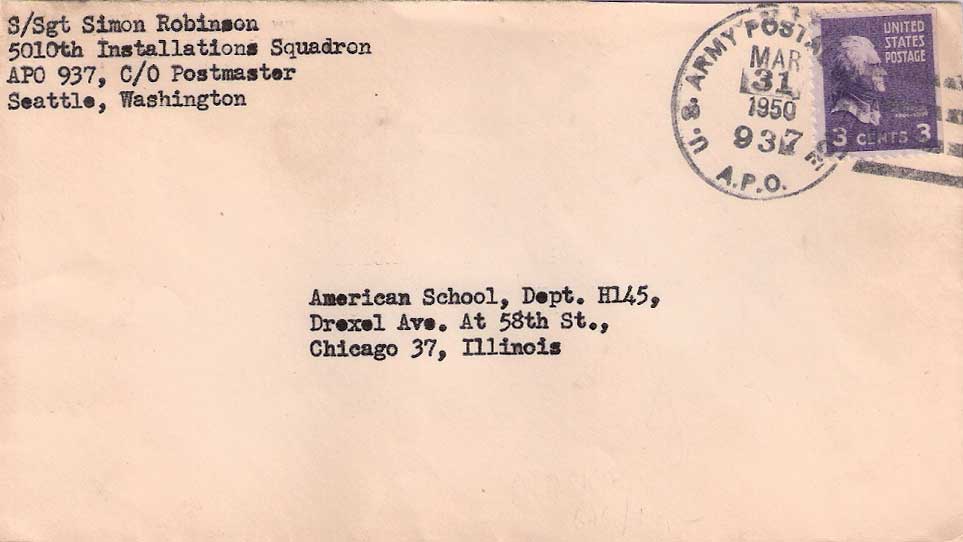 S/Sgt Simon Robinson
5010th Installations Squadron
APO 937, C/O Postmaster
Seattle, Washington
U. S. ARMY POSTA
MAR
31
1950
937
A.P.O.
UNITED
STATES
POSTAGE
3 CENTS 3
American School, Dept. H145,
Drexel Ave. At 58th St.,
Chicago 37, Illinois